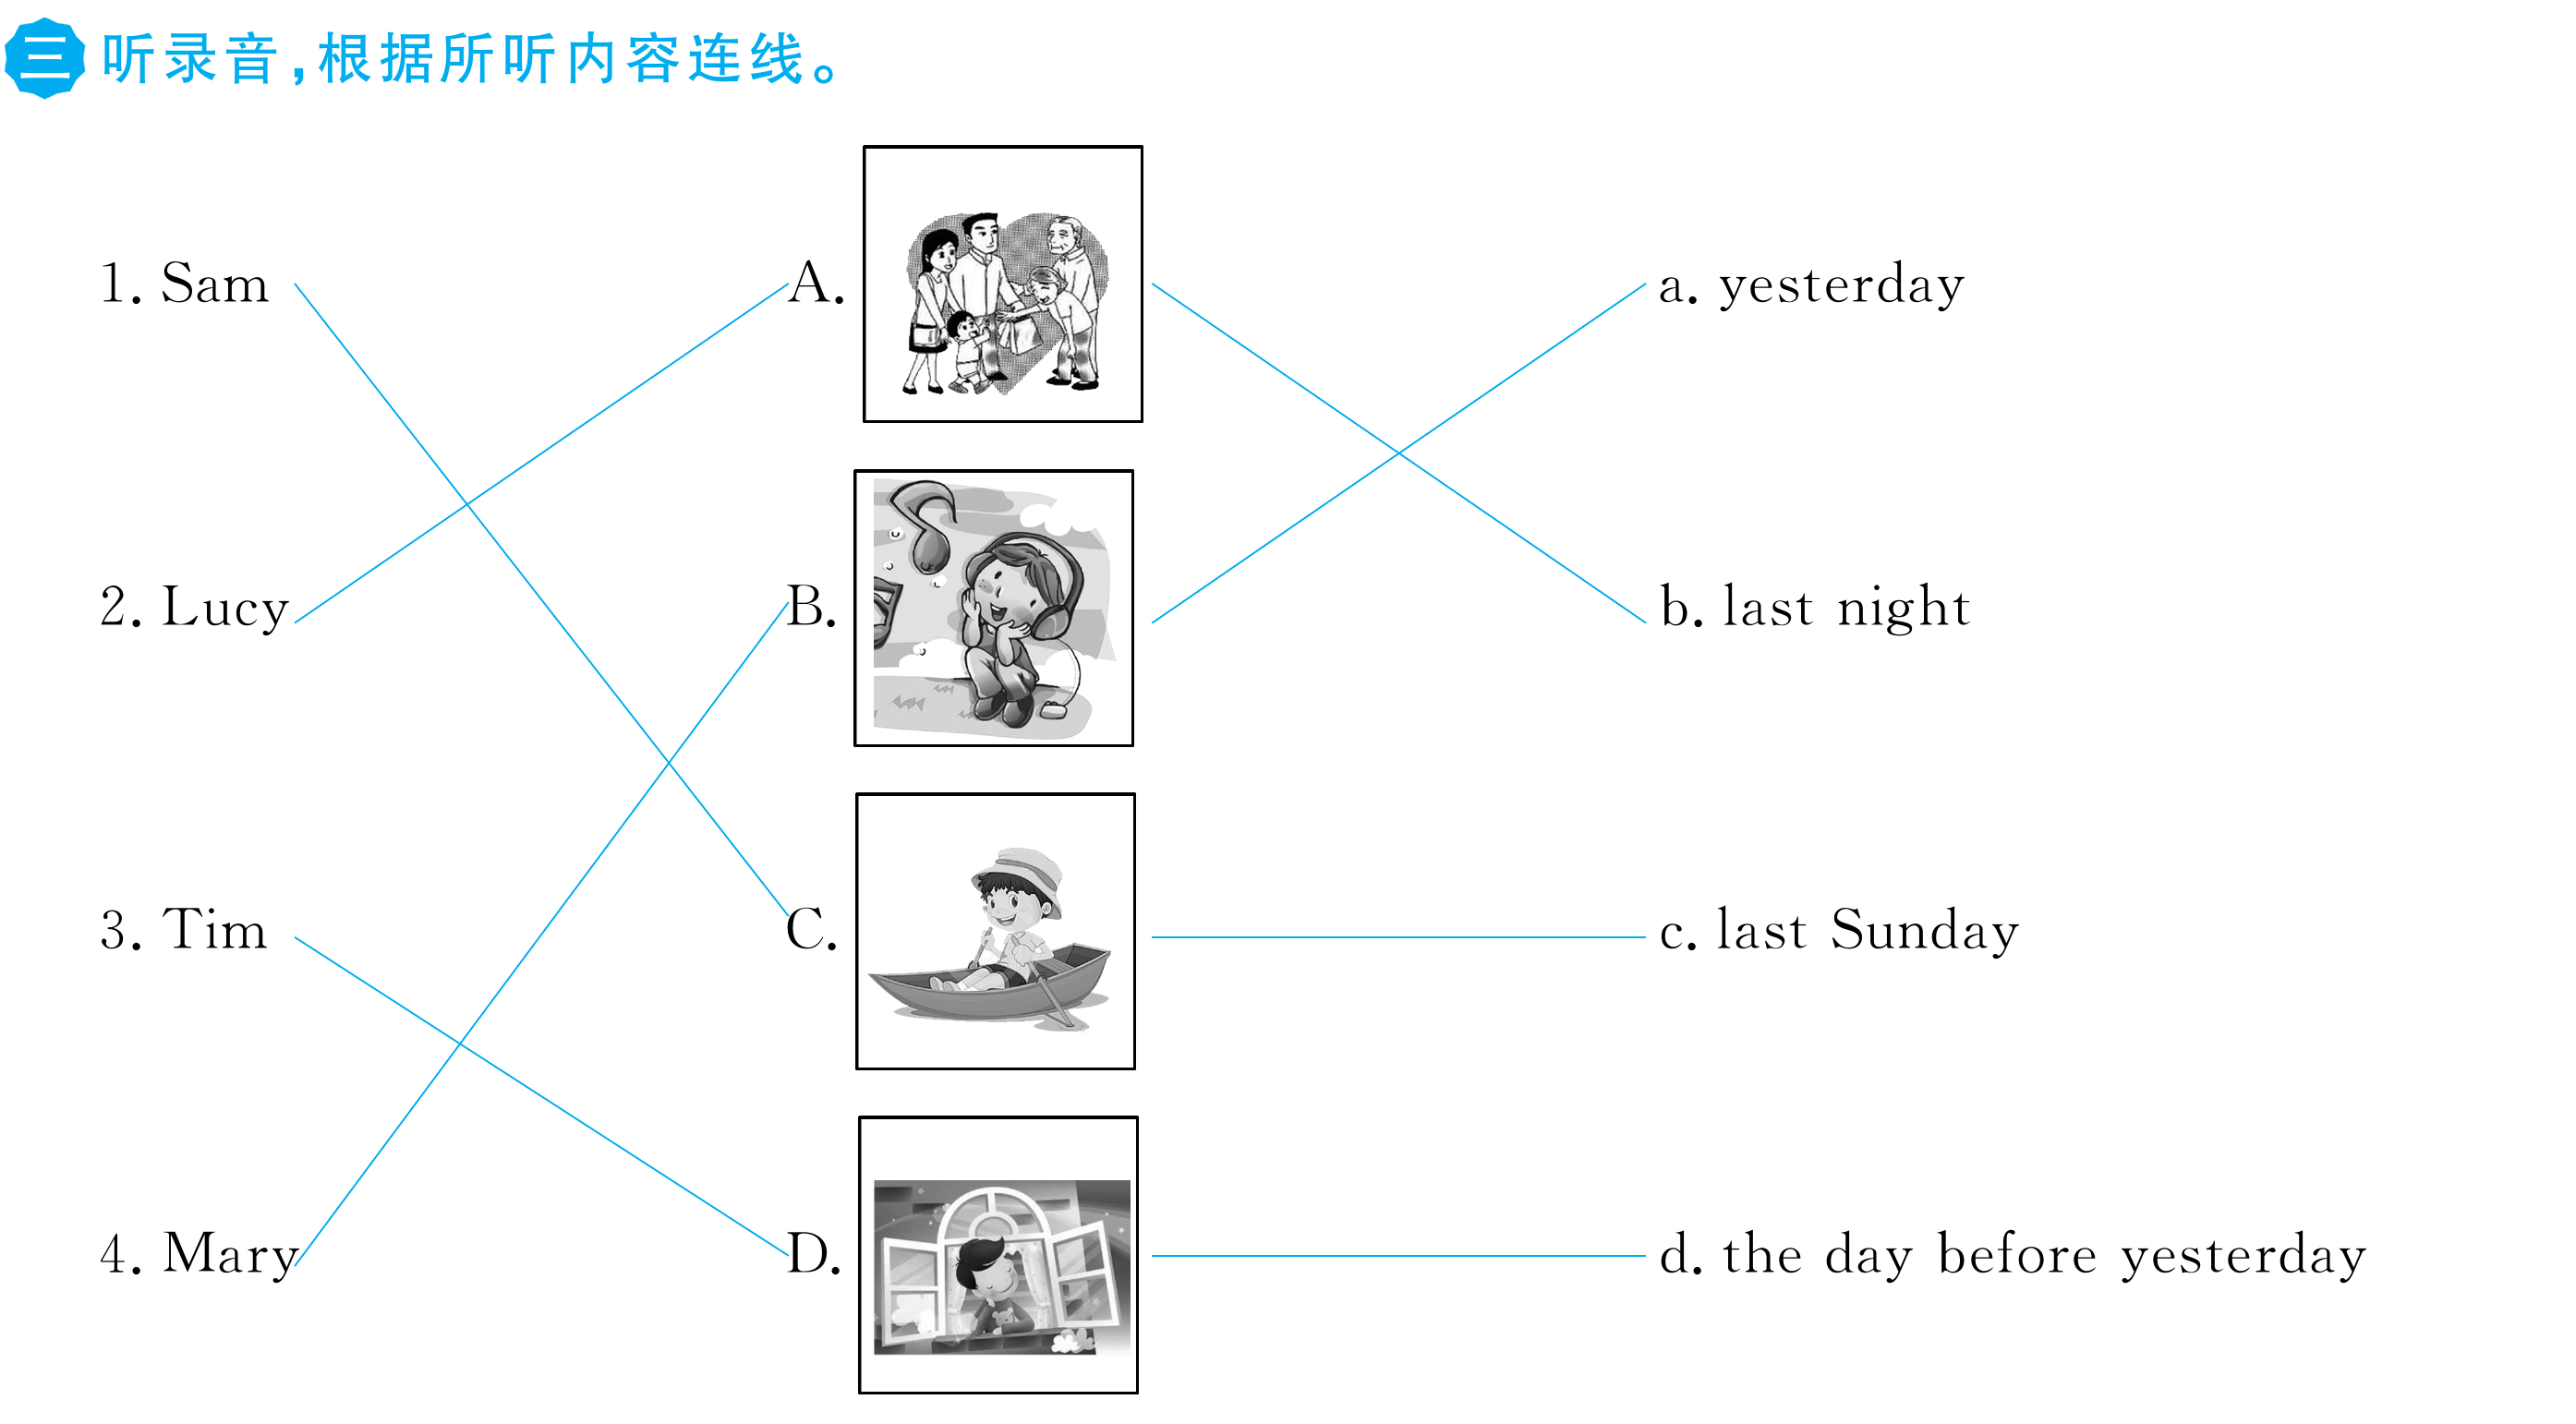 三 听录音,根据所听内容连线。
1. Sam A. a. yesterday
2. Lucy B. b. last night
3. Tim C. c. last Sunday
4. Mary D. d. the day before yesterday